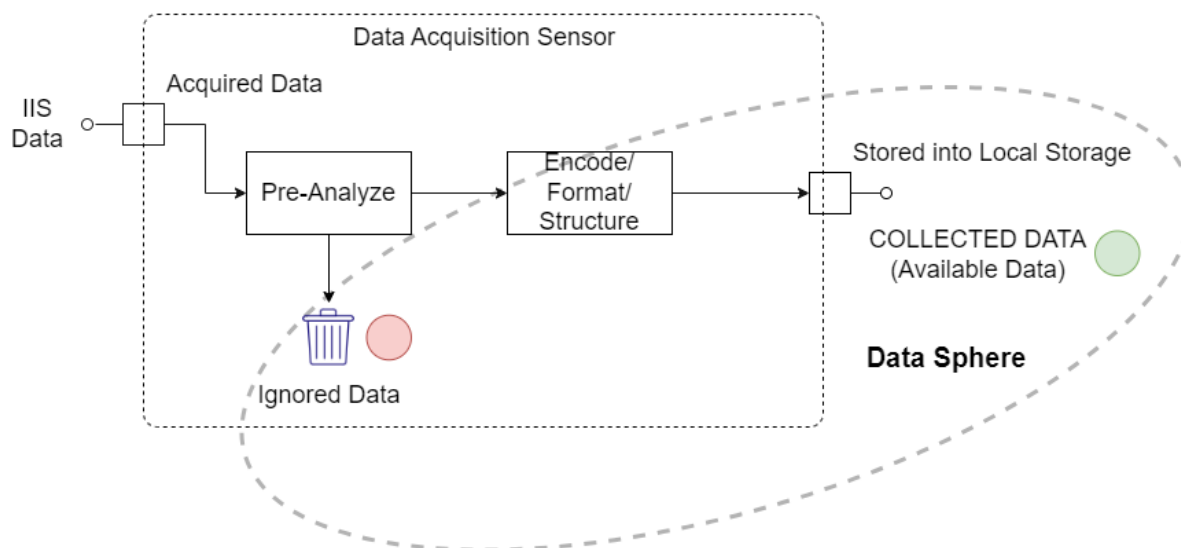 Data Acquisition Sensor
Acquired Data
IIS
Data
Pre-Analyze
Encode/
Format/
Structure
Stored into Local Storage
COLLECTED DATA
(Available Data)
Ignored Data
Data Sphere